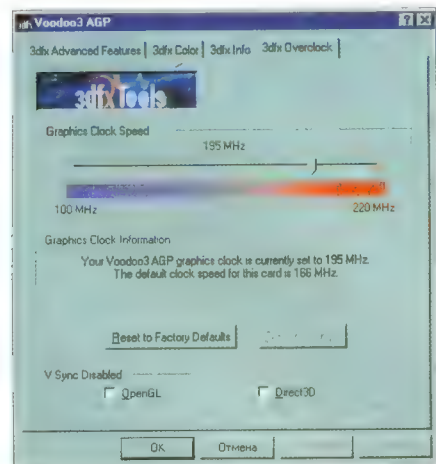 Voodoo3 AGP
3dfx Advanced Features
3dfx Color
3dfx Info
3dfx Overclock
3dfx Tools
Graphics Clock Speed
195 MHz
100 MHz
220 MHz
Graphics Clock Information
Your Voodoo3 AGP graphics clock is currently set to 195 MHz.
The default clock speed for this card is 166 MHz.
Reset to Factory Defaults
V Sync Disabled
OpenGL
Direct3D
OK
Отмена